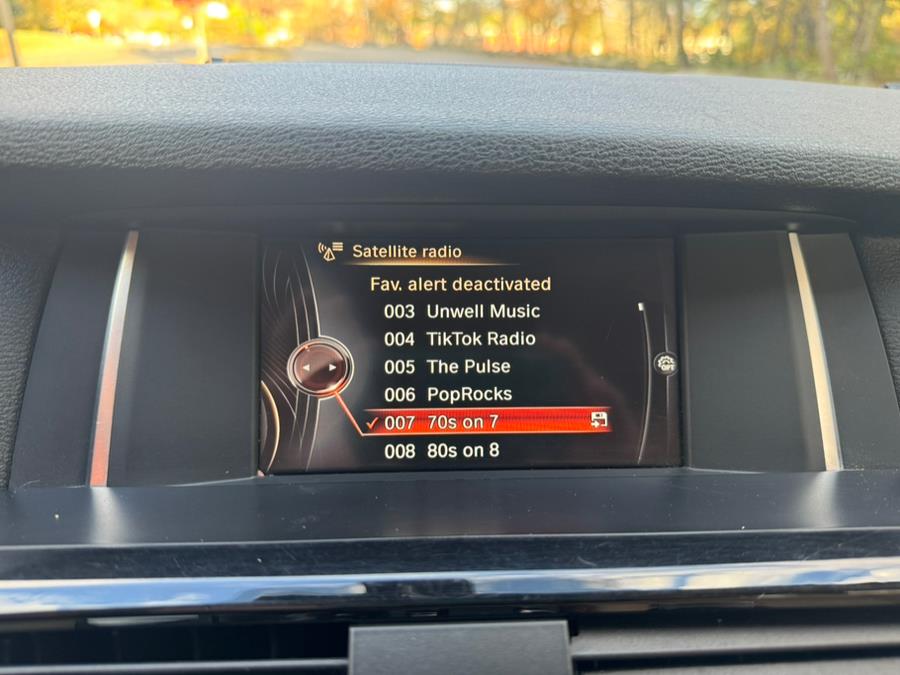 Satellite radio
Fav. alert deactivated
003 Unwell Music
004 TikTok Radio
005 The Pulse
006 PopRocks
007 70s on 7
008 80s on 8
OPT